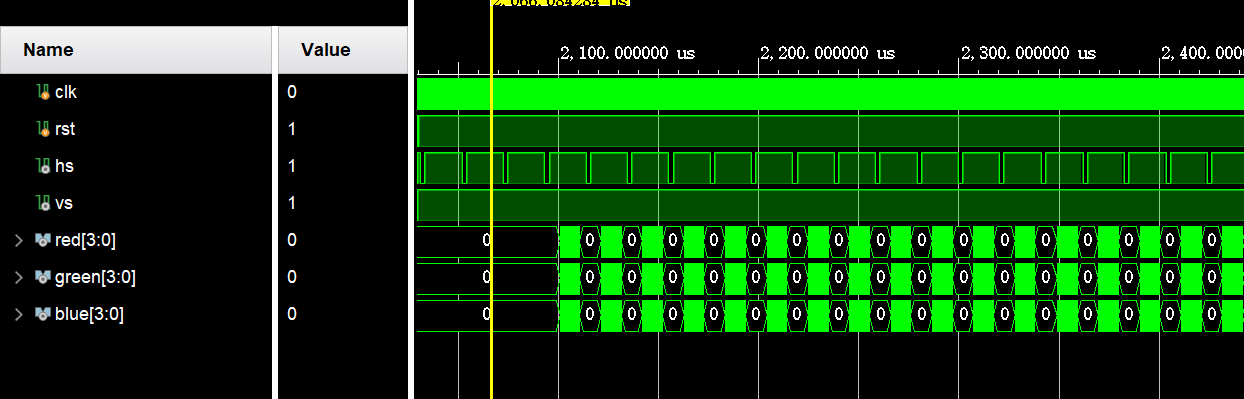 Name Value
2,100.000000 us 2,200.000000 us 2,300.000000 us 2,400.0000
clk 0
rst 1
hs 1
vs 1
red[3:0] 0 0 0 0 0 0 0 0 0 0 0 0 0 0 0 0 0 0
green[3:0] 0 0 0 0 0 0 0 0 0 0 0 0 0 0 0 0 0 0
blue[3:0] 0 0 0 0 0 0 0 0 0 0 0 0 0 0 0 0 0 0